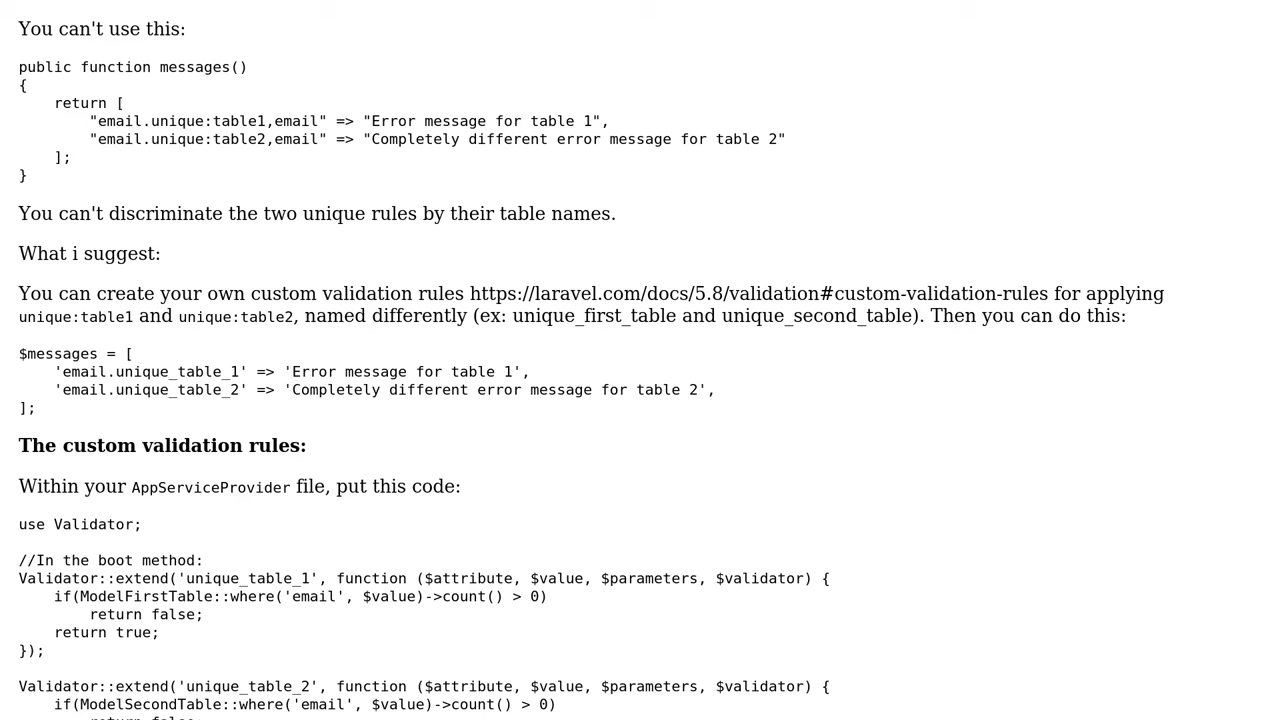 You can't use this:
public function messages()
{
    return [
        "email.unique:table1,email" => "Error message for table 1",
        "email.unique:table2,email" => "Completely different error message for table 2"
    ];
}
You can't discriminate the two unique rules by their table names.
What i suggest:
You can create your own custom validation rules https://laravel.com/docs/5.8/validation#custom-validation-rules for applying
unique:table1 and unique:table2, named differently (ex: unique_first_table and unique_second_table). Then you can do this:
$messages = [
    'email.unique_table_1' => 'Error message for table 1',
    'email.unique_table_2' => 'Completely different error message for table 2',
];
The custom validation rules:
Within your AppServiceProvider file, put this code:
use Validator;
//In the boot method:
Validator::extend('unique_table_1', function ($attribute, $value, $parameters, $validator) {
    if(ModelFirstTable::where('email', $value)->count() > 0)
        return false;
    return true;
});
Validator::extend('unique_table_2', function ($attribute, $value, $parameters, $validator) {
    if(ModelSecondTable::where('email', $value)->count() > 0)
        return false;